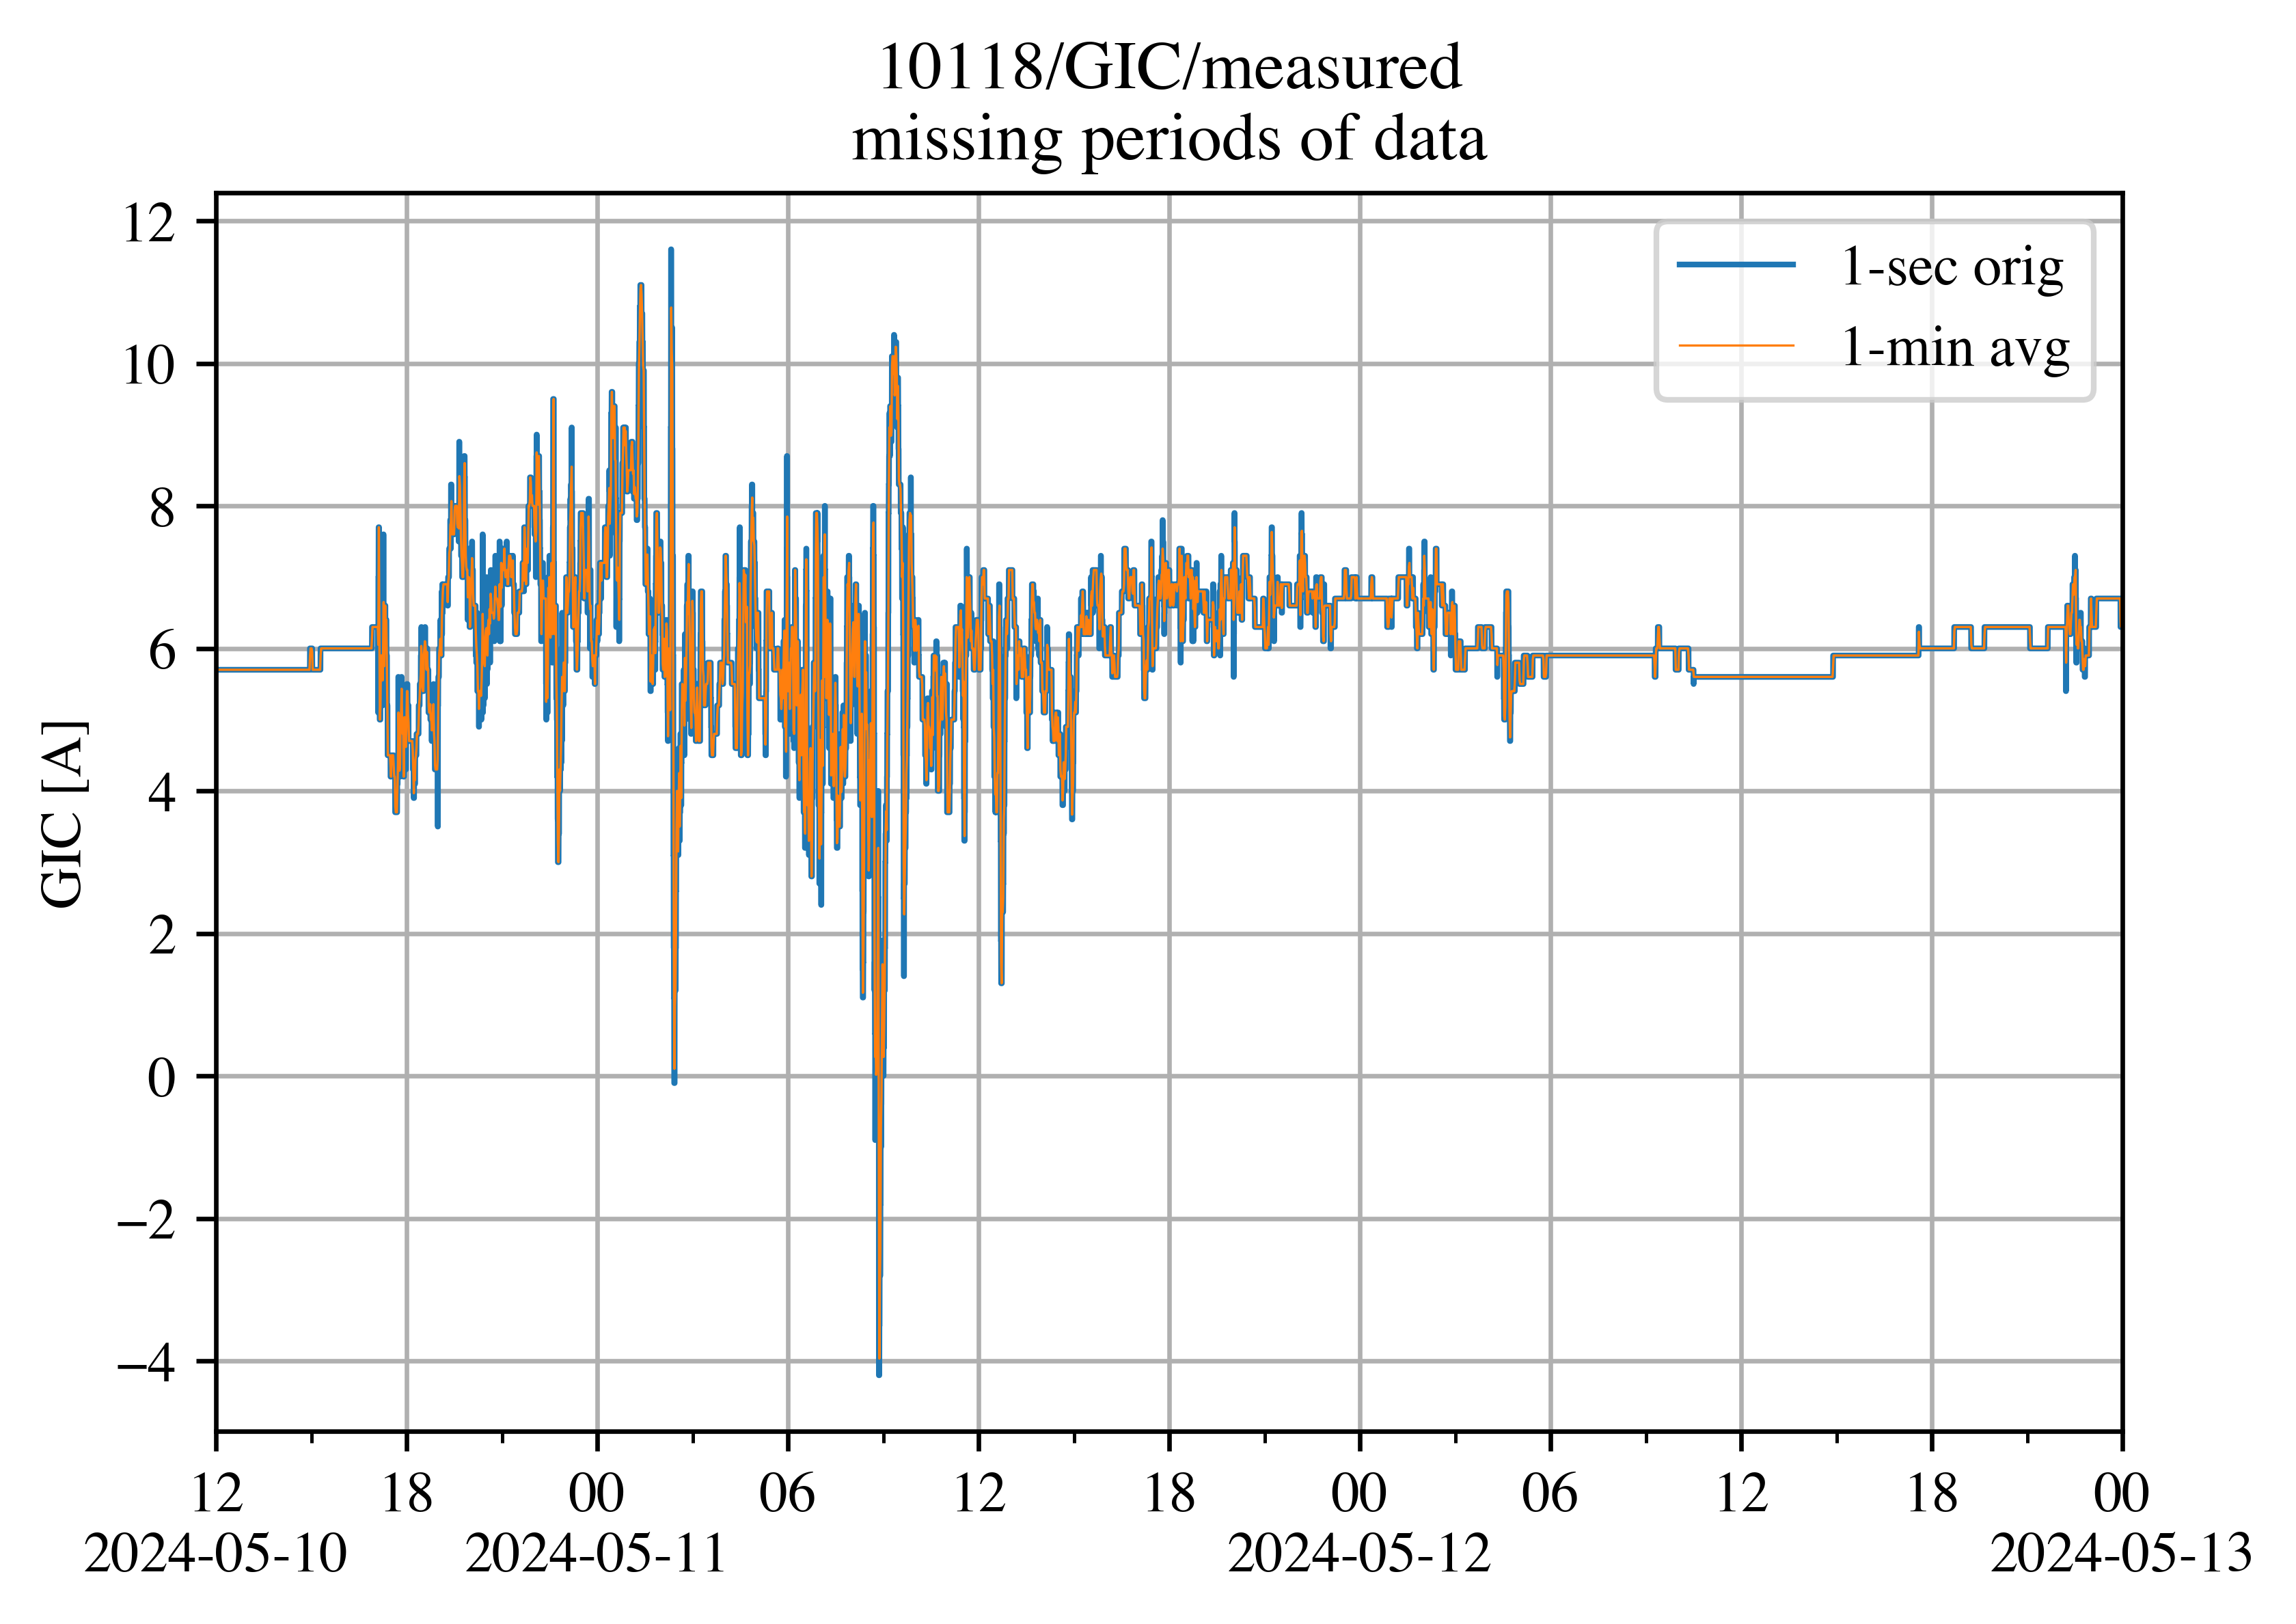 10118/GIC/measured
missing periods of data
12
10
8
6
4
2
0
−2
−4
GIC [A]
1-sec orig
1-min avg
12 18 00 06 12 18 00 06 12 18 00
2024-05-10 2024-05-11 2024-05-12 2024-05-13